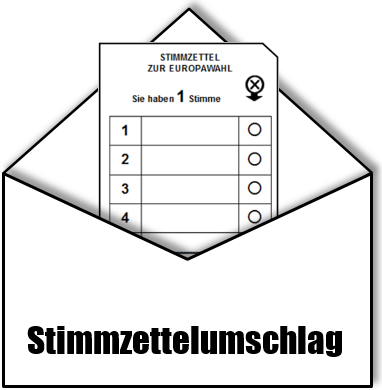 STIMMZETTEL
ZUR EUROPAWAHL
Sie haben 1 Stimme
1
2
3
4
Stimmzettelumschlag